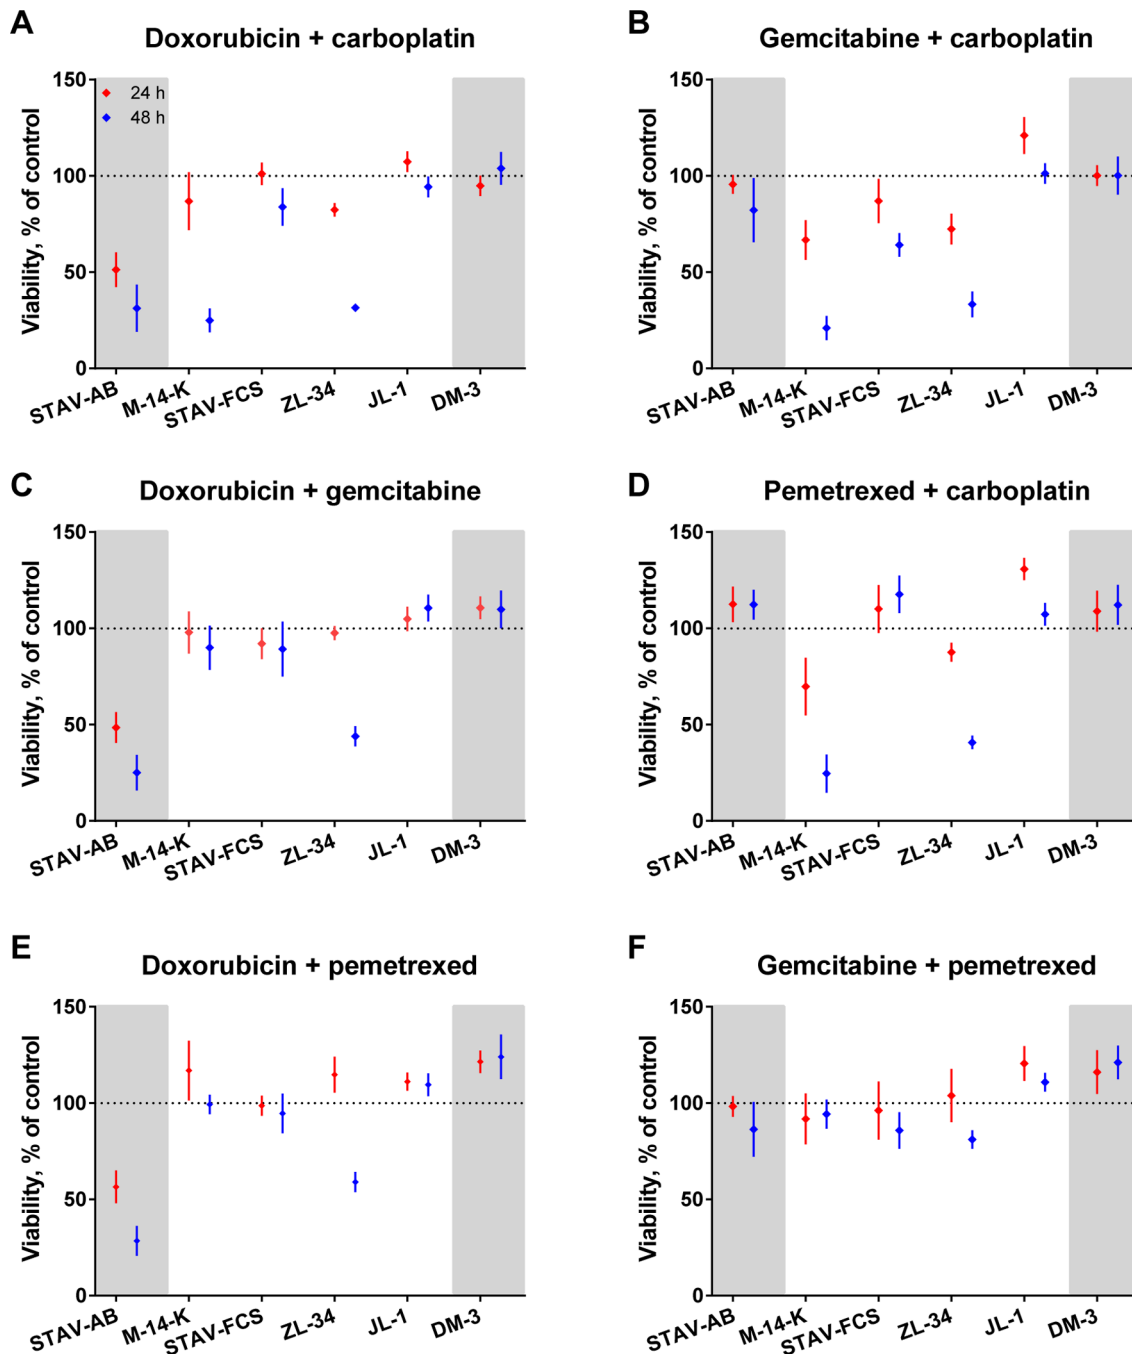 A
Doxorubicin + carboplatin
Viability, % of control
150
100
50
0
24 h
48 h
STAV-AB
M-14-K
STAV-FCS
ZL-34
JL-1
DM-3
B
Gemcitabine + carboplatin
Viability, % of control
150
100
50
0
STAV-AB
M-14-K
STAV-FCS
ZL-34
JL-1
DM-3
C
Doxorubicin + gemcitabine
Viability, % of control
150
100
50
0
STAV-AB
M-14-K
STAV-FCS
ZL-34
JL-1
DM-3
D
Pemetrexed + carboplatin
Viability, % of control
150
100
50
0
STAV-AB
M-14-K
STAV-FCS
ZL-34
JL-1
DM-3
E
Doxorubicin + pemetrexed
Viability, % of control
150
100
50
0
STAV-AB
M-14-K
STAV-FCS
ZL-34
JL-1
DM-3
F
Gemcitabine + pemetrexed
Viability, % of control
150
100
50
0
STAV-AB
M-14-K
STAV-FCS
ZL-34
JL-1
DM-3